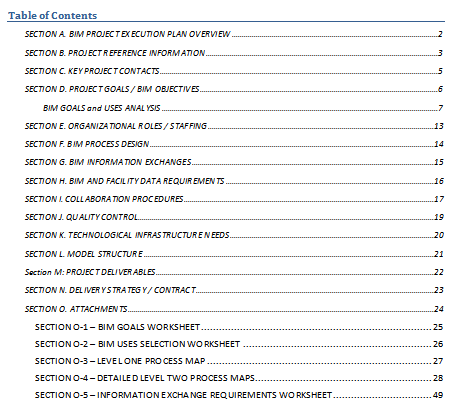 Table of Contents
SECTION A. BIM PROJECT EXECUTION PLAN OVERVIEW 2
SECTION B. PROJECT REFERENCE INFORMATION 3
SECTION C. KEY PROJECT CONTACTS 5
SECTION D. PROJECT GOALS / BIM OBJECTIVES 6
BIM GOALS and USES ANALYSIS 7
SECTION E. ORGANIZATIONAL ROLES / STAFFING 13
SECTION F. BIM PROCESS DESIGN 14
SECTION G. BIM INFORMATION EXCHANGES 15
SECTION H. BIM AND FACILITY DATA REQUIREMENTS 16
SECTION I. COLLABORATION PROCEDURES 17
SECTION J. QUALITY CONTROL 19
SECTION K. TECHNOLOGICAL INFRASTRUCTURE NEEDS 20
SECTION L. MODEL STRUCTURE 21
Section M: PROJECT DELIVERABLES 22
SECTION N. DELIVERY STRATEGY / CONTRACT 23
SECTION O. ATTACHMENTS 24
SECTION O-1 – BIM GOALS WORKSHEET 25
SECTION O-2 – BIM USES SELECTION WORKSHEET 26
SECTION O-3 – LEVEL ONE PROCESS MAP 27
SECTION O-4 – DETAILED LEVEL TWO PROCESS MAPS 28
SECTION O-5 – INFORMATION EXCHANGE REQUIREMENTS WORKSHEET 49